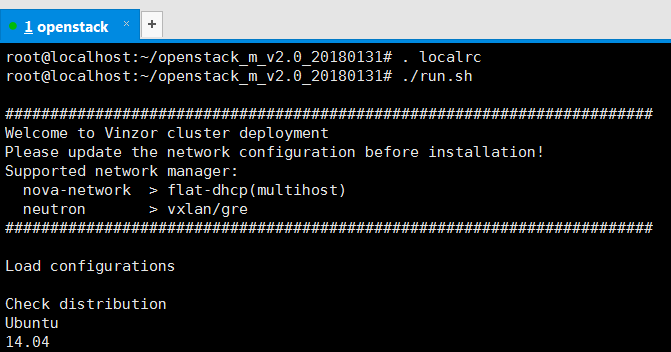 1 openstack × +
root@localhost:~/openstack_m_v2.0_20180131# . localrc
root@localhost:~/openstack_m_v2.0_20180131# ./run.sh
########################################################################
Welcome to Vinzor cluster deployment
Please update the network configuration before installation!
Supported network manager:
  nova-network  > flat-dhcp(multihost)
  neutron       > vxlan/gre
########################################################################
Load configurations
Check distribution
Ubuntu
14.04